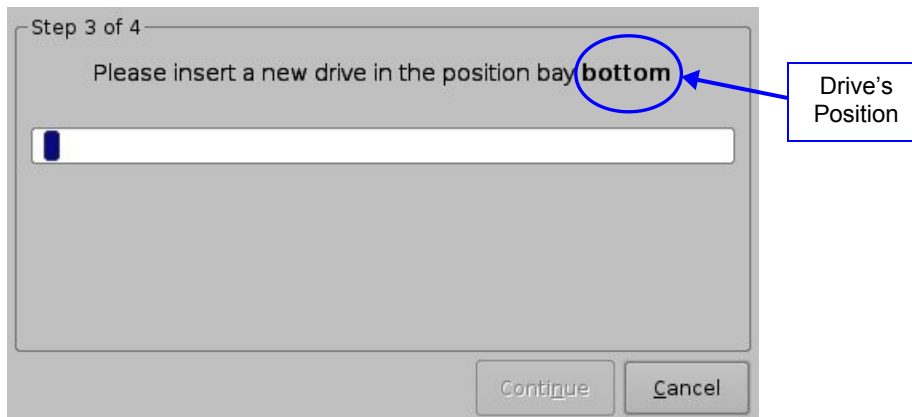 Step 3 of 4
Please insert a new drive in the position bay bottom
Drive's
Position
Continue
Cancel